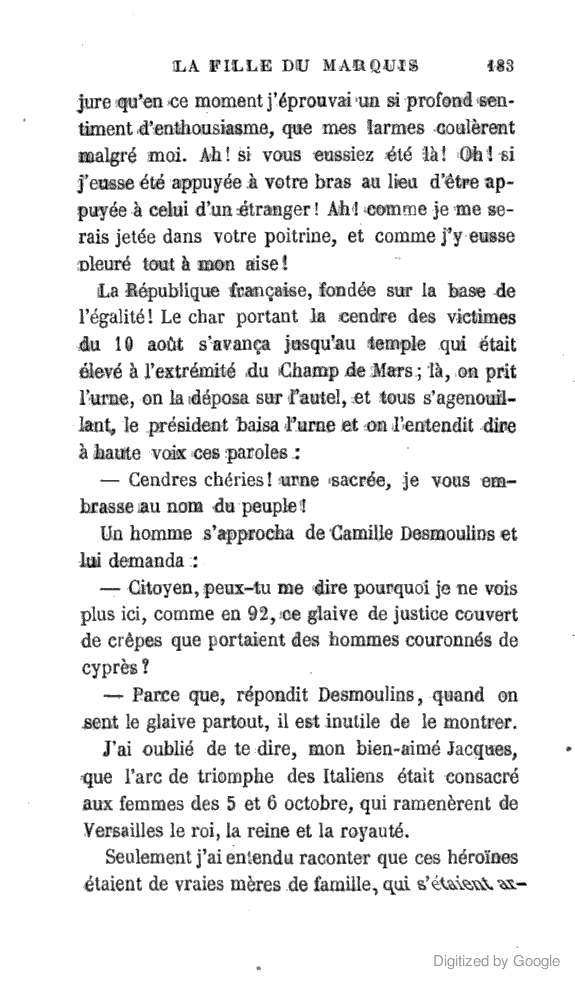 LA FILLE DU MARQUIS 183
jure qu'en ce moment j'éprouvai un si profond sen-
timent d'enthousiasme, que mes larmes coulèrent
malgré moi. Ah! si vous eussiez été là! Oh! si
j'eusse été appuyée à votre bras au lieu d'être ap-
puyée à celui d'un étranger! Ah! comme je me se-
rais jetée dans votre poitrine, et comme j'y eusse
pleuré tout à mon aise!
La République française, fondée sur la base de
l'égalité! Le char portant la cendre des victimes
du 10 août s'avança jusqu'au temple qui était
élevé à l'extrémité du Champ de Mars; là, on prit
l'urne, on la déposa sur l'autel, et tous s'agenouil-
lant, le président baisa l'urne et on l'entendit dire
à haute voix ces paroles :
— Cendres chéries! urne sacrée, je vous em-
brasse au nom du peuple!
Un homme s'approcha de Camille Desmoulins et
lui demanda :
— Citoyen, peux-tu me dire pourquoi je ne vois
plus ici, comme en 92, ce glaive de justice couvert
de crêpes que portaient des hommes couronnés de
cyprès?
— Parce que, répondit Desmoulins, quand on
sent le glaive partout, il est inutile de le montrer.
J'ai oublié de te dire, mon bien-aimé Jacques,
que l'arc de triomphe des Italiens était consacré
aux femmes des 5 et 6 octobre, qui ramenèrent de
Versailles le roi, la reine et la royauté.
Seulement j'ai entendu raconter que ces héroïnes
étaient de vraies mères de famille, qui s'étaient ar-
Digitized by Google